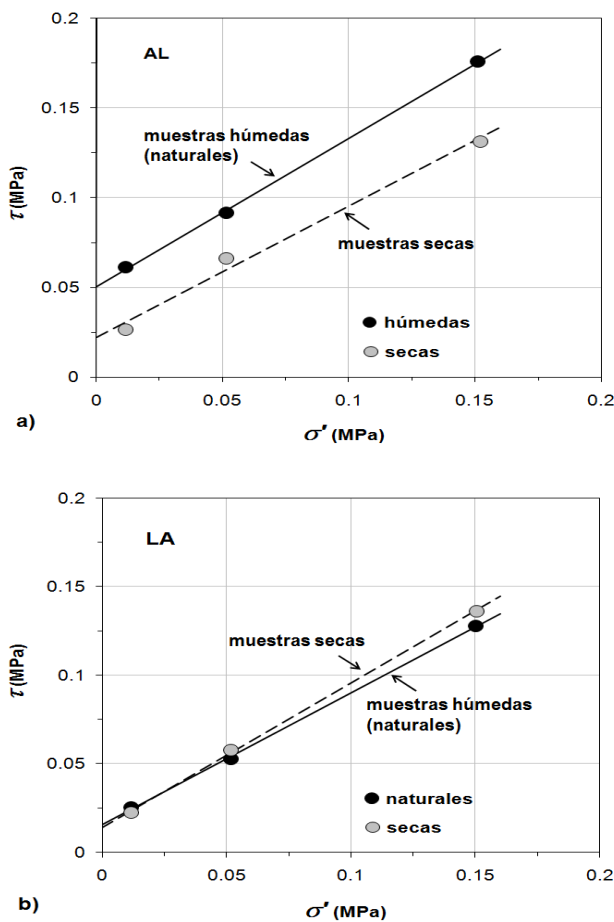 0.2
AL
0.15
muestras húmedas
(naturales)
τ (MPa)
0.1
muestras secas
0.05
húmedas
secas
0
0
0.05
0.1
0.15
0.2
a)
σ' (MPa)
0.2
LA
0.15
muestras secas
τ (MPa)
0.1
muestras húmedas
(naturales)
0.05
naturales
secas
0
0
0.05
0.1
0.15
0.2
b)
σ' (MPa)